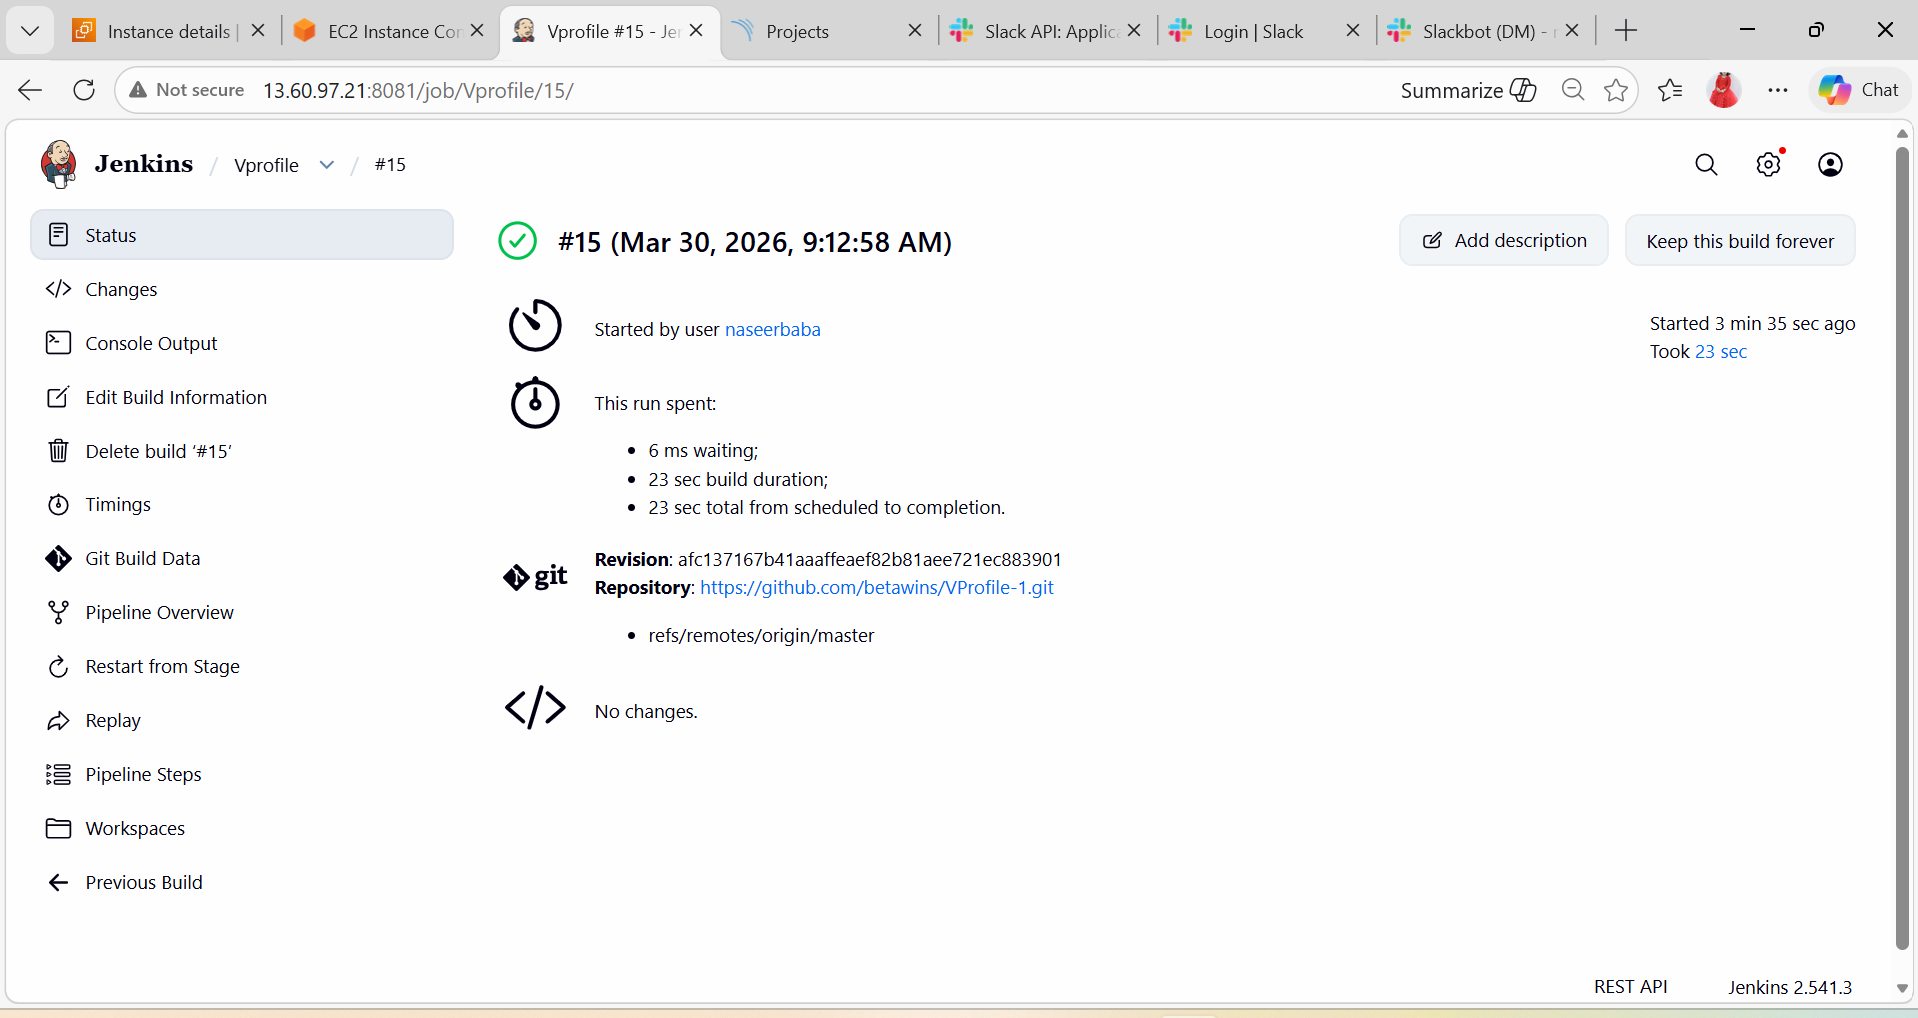 Instance details |
EC2 Instance Con
Vprofile #15 - Jen
Projects
Slack API: Applica
Login | Slack
Slackbot (DM) - n
Not secure 13.60.97.21:8081/job/Vprofile/15/
Summarize
Chat
Jenkins / Vprofile / #15
Status
Changes
Console Output
Edit Build Information
Delete build ‘#15’
Timings
Git Build Data
Pipeline Overview
Restart from Stage
Replay
Pipeline Steps
Workspaces
Previous Build
#15 (Mar 30, 2026, 9:12:58 AM)
Add description
Keep this build forever
Started by user naseerbaba
Started 3 min 35 sec ago
Took 23 sec
This run spent:
• 6 ms waiting;
• 23 sec build duration;
• 23 sec total from scheduled to completion.
git
Revision: afc137167b41aaaffeaef82b81aee721ec883901
Repository: https://github.com/betawins/VProfile-1.git
• refs/remotes/origin/master
No changes.
REST API
Jenkins 2.541.3